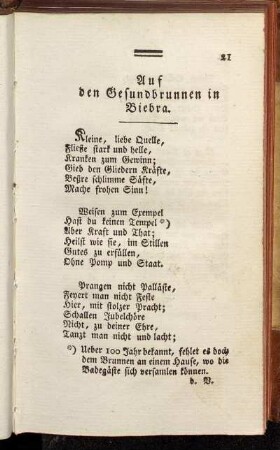 21
Auf
den Gesundbrunnen in
Biebra.
Kleine, liebe Quelle,
Fließe stark und helle,
Kranken zum Gewinn;
Gieb den Gliedern Kräfte,
Beßre schlimme Säfte,
Mache frohen Sinn!
Weisen zum Exempel
Hast du keinen Tempel *)
Aber Kraft und That;
Heilst wie sie, im Stillen
Gutes zu erfüllen,
Ohne Pomp und Staat.
Prangen nicht Palläste,
Feyert man nicht Feste
Hier, mit stolzer Pracht;
Schallen Jubelchöre
Nicht, zu deiner Ehre,
Tanzt man nicht und lacht;
*) Ueber 100 Jahr bekannt, fehlet es doch
dem Brunnen an einem Hause, wo die
Badegäste sich versamlen können.
d. V.